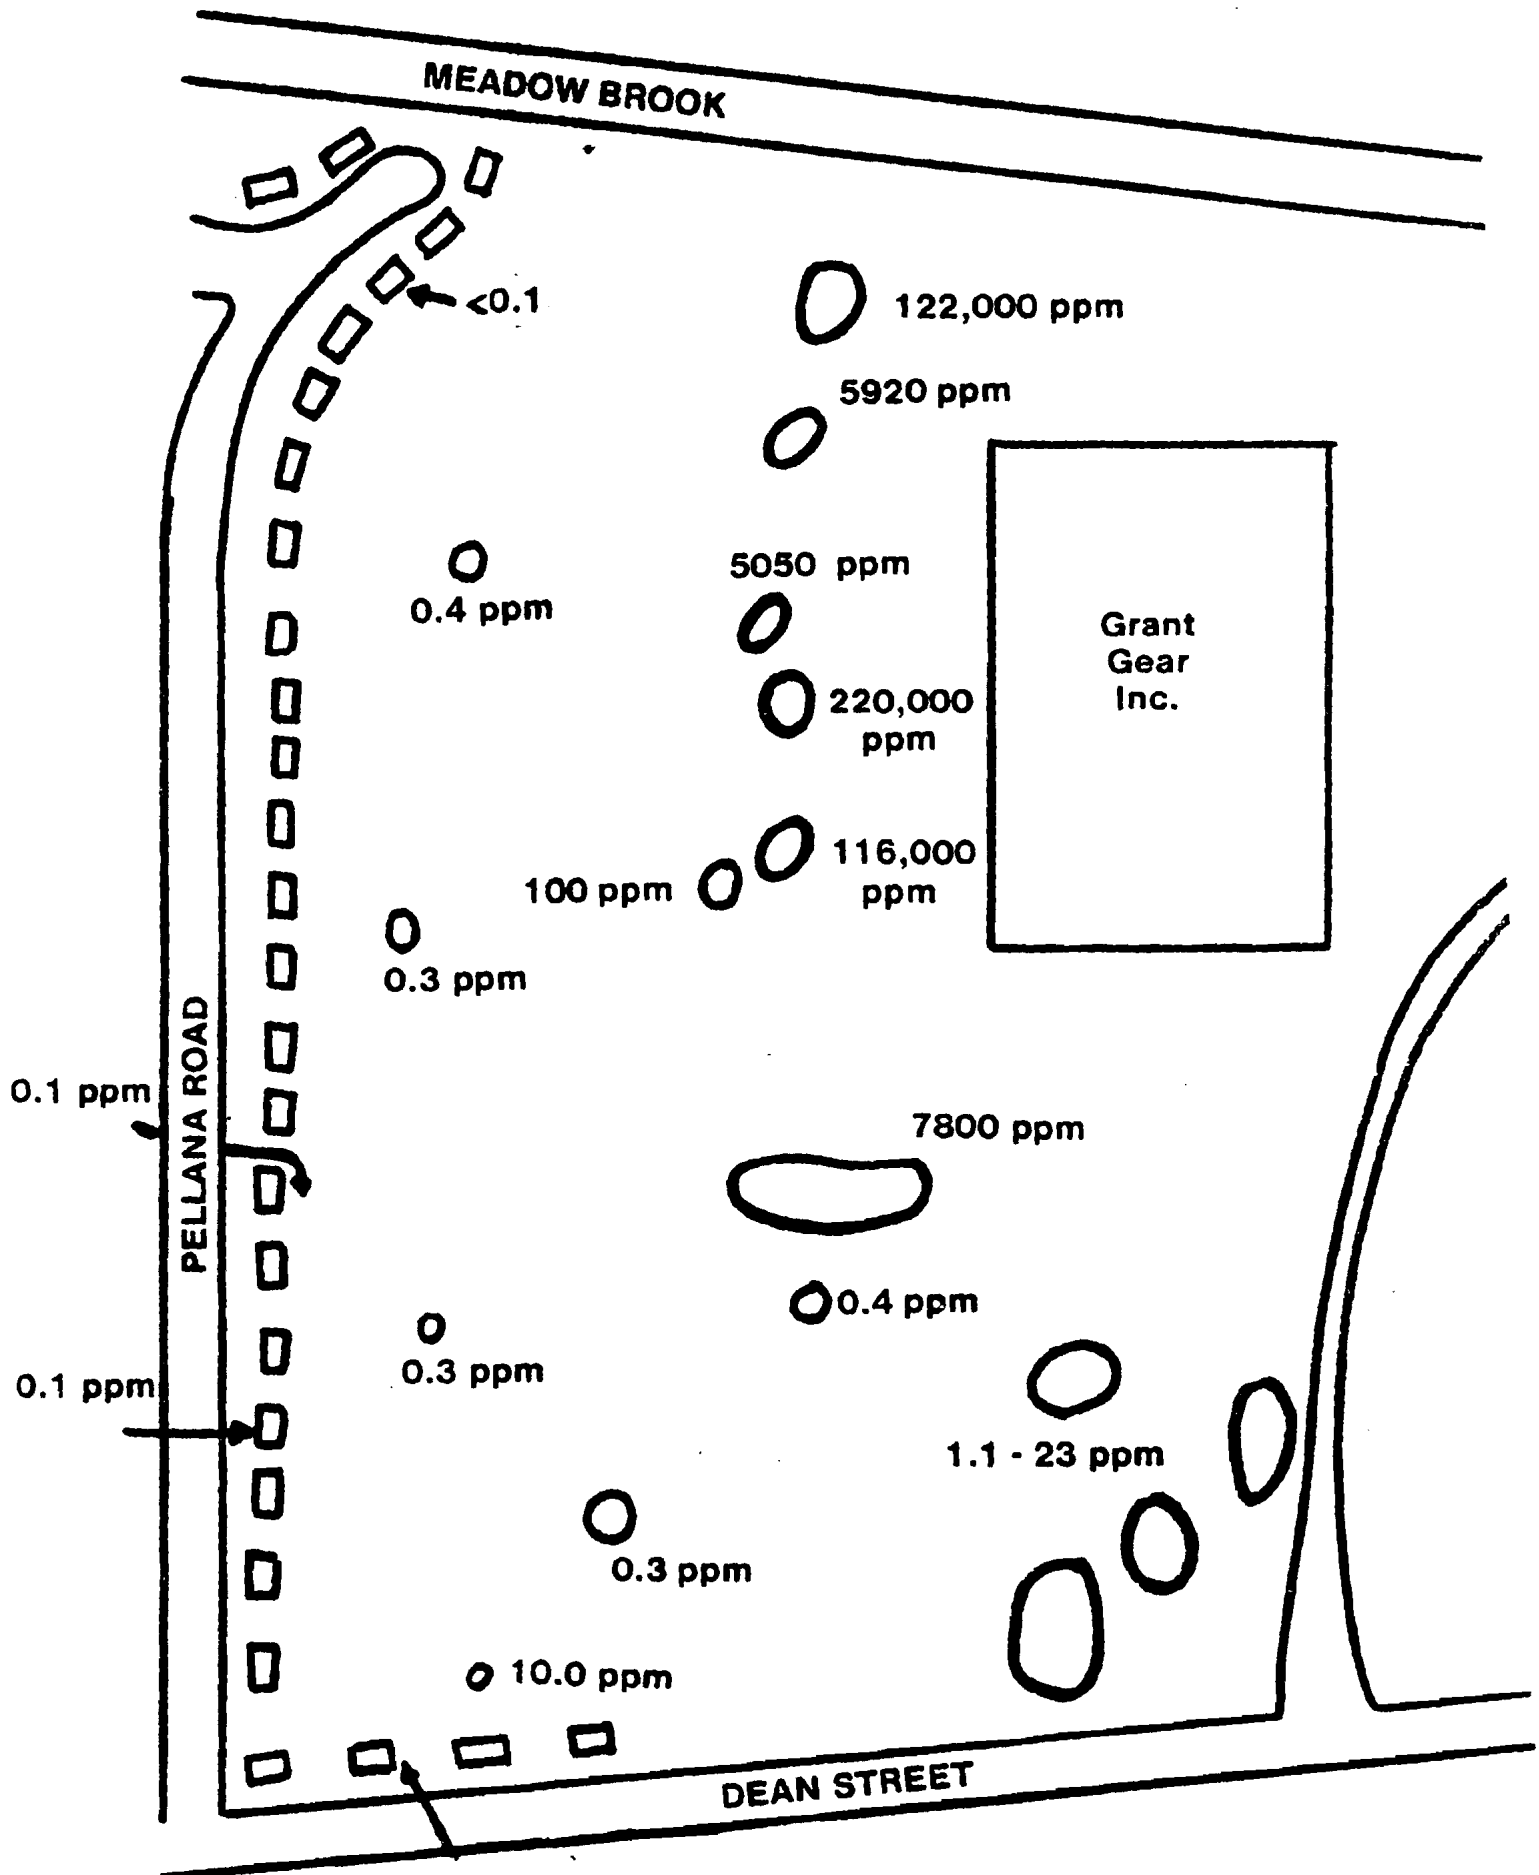 MEADOW BROOK
<0.1
122,000 ppm
5920 ppm
5050 ppm
0.4 ppm
Grant
Gear
Inc.
220,000
ppm
116,000
ppm
100 ppm
0.3 ppm
PELLANA ROAD
0.1 ppm
7800 ppm
0.4 ppm
0.3 ppm
0.1 ppm
1.1 - 23 ppm
0.3 ppm
10.0 ppm
DEAN STREET